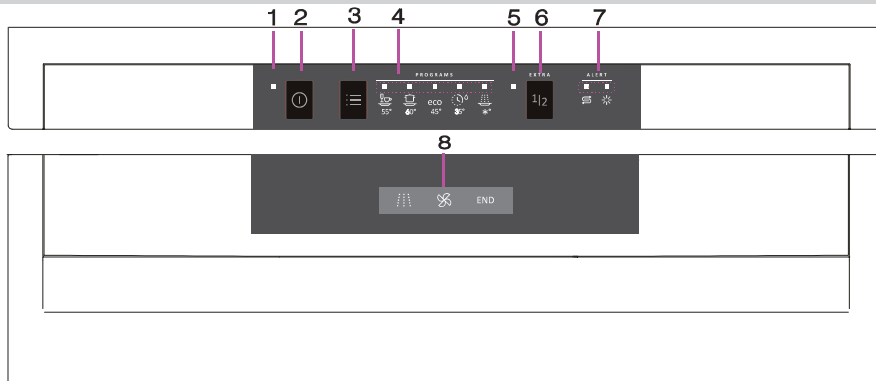 1 2 3 4 5 6 7
PROGRAMS EXTRA ALERT
1|2
eco
55° 60° 45° 35° *°
8
END